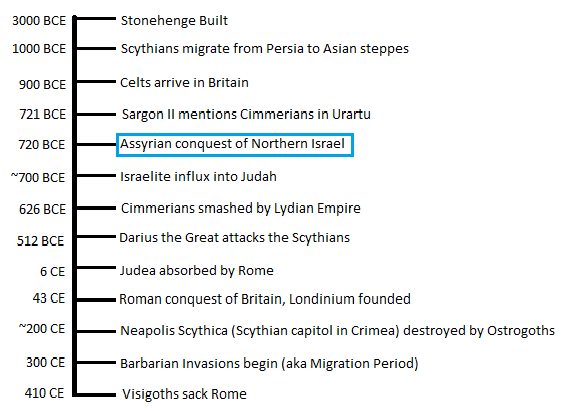 3000 BCE Stonehenge Built
1000 BCE Scythians migrate from Persia to Asian steppes
900 BCE Celts arrive in Britain
721 BCE Sargon II mentions Cimmerians in Urartu
720 BCE Assyrian conquest of Northern Israel
~700 BCE Israelite influx into Judah
626 BCE Cimmerians smashed by Lydian Empire
512 BCE Darius the Great attacks the Scythians
6 CE Judea absorbed by Rome
43 CE Roman conquest of Britain, Londinium founded
~200 CE Neapolis Scythica (Scythian capitol in Crimea) destroyed by Ostrogoths
300 CE Barbarian Invasions begin (aka Migration Period)
410 CE Visigoths sack Rome